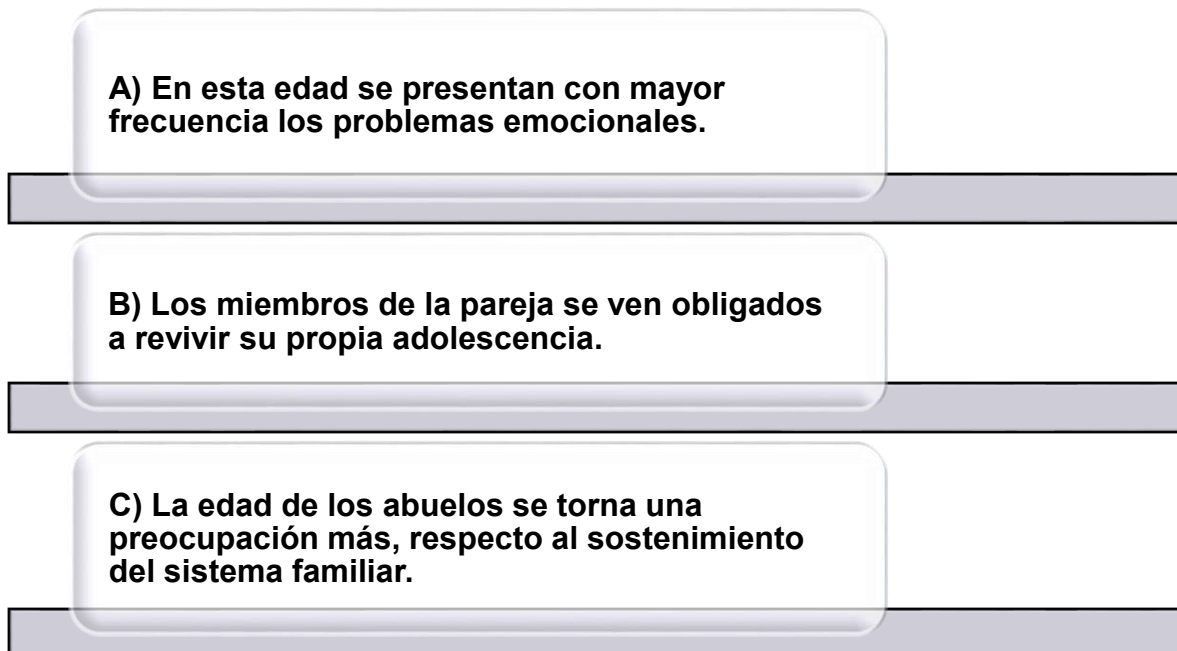 A) En esta edad se presentan con mayor
frecuencia los problemas emocionales.
B) Los miembros de la pareja se ven obligados
a revivir su propia adolescencia.
C) La edad de los abuelos se torna una
preocupación más, respecto al sostenimiento
del sistema familiar.